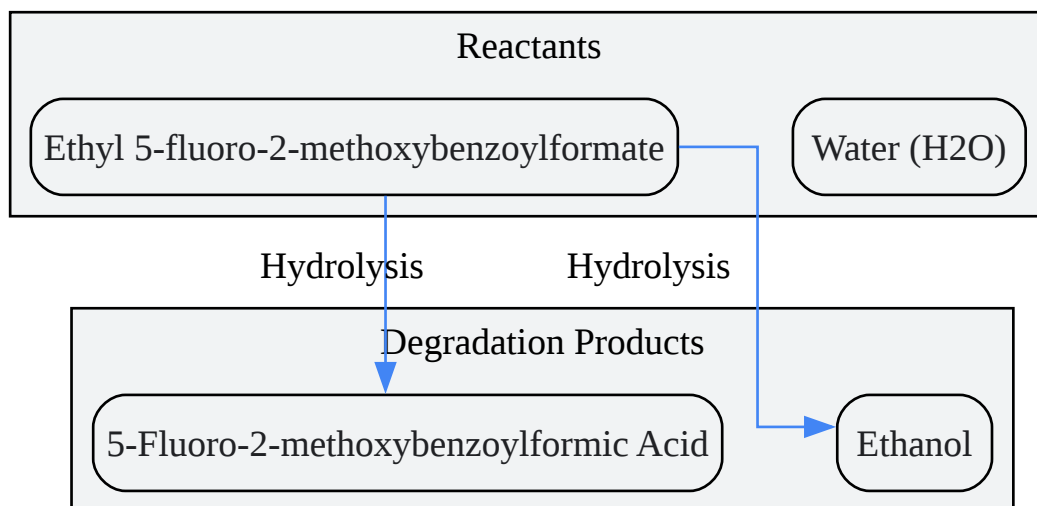 Reactants
Ethyl 5-fluoro-2-methoxybenzoylformate
Water (H2O)
Hydrolysis
Hydrolysis
Degradation Products
5-Fluoro-2-methoxybenzoylformic Acid
Ethanol